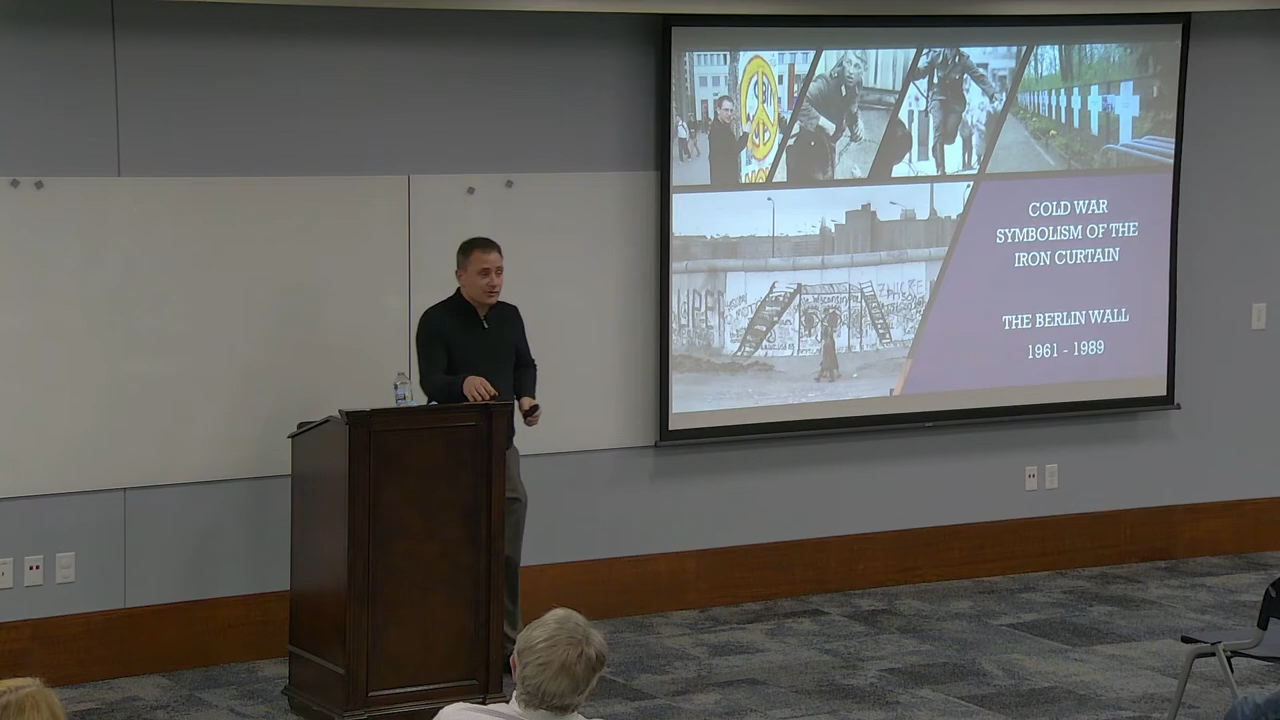 COLD WAR
SYMBOLISM OF THE
IRON CURTAIN
THE BERLIN WALL
1961 - 1989